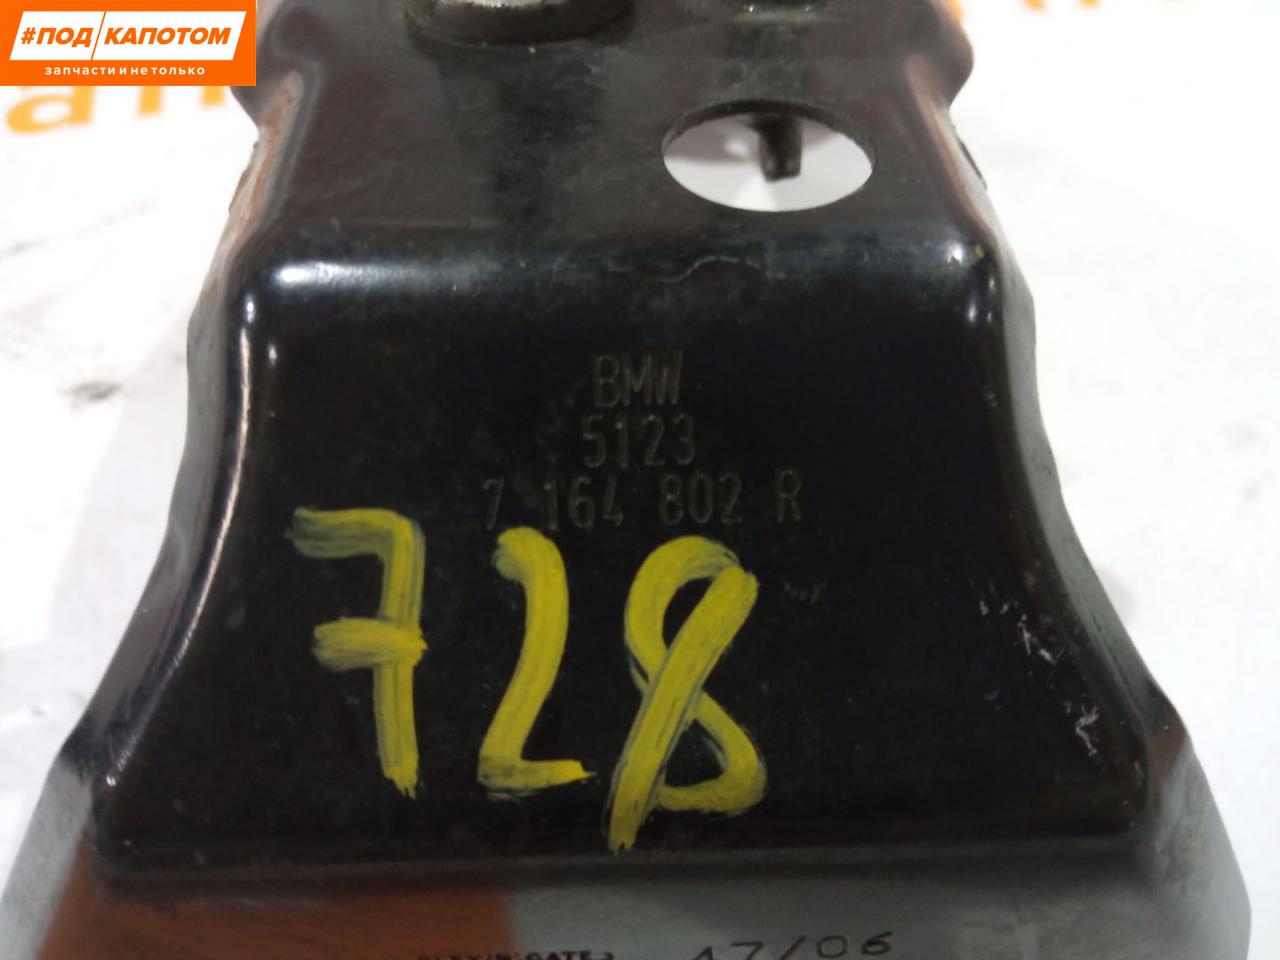 #ПОД/КАПОТОМ
запчасти и не только
BMW
5123
7 164 802 R
728
47/06